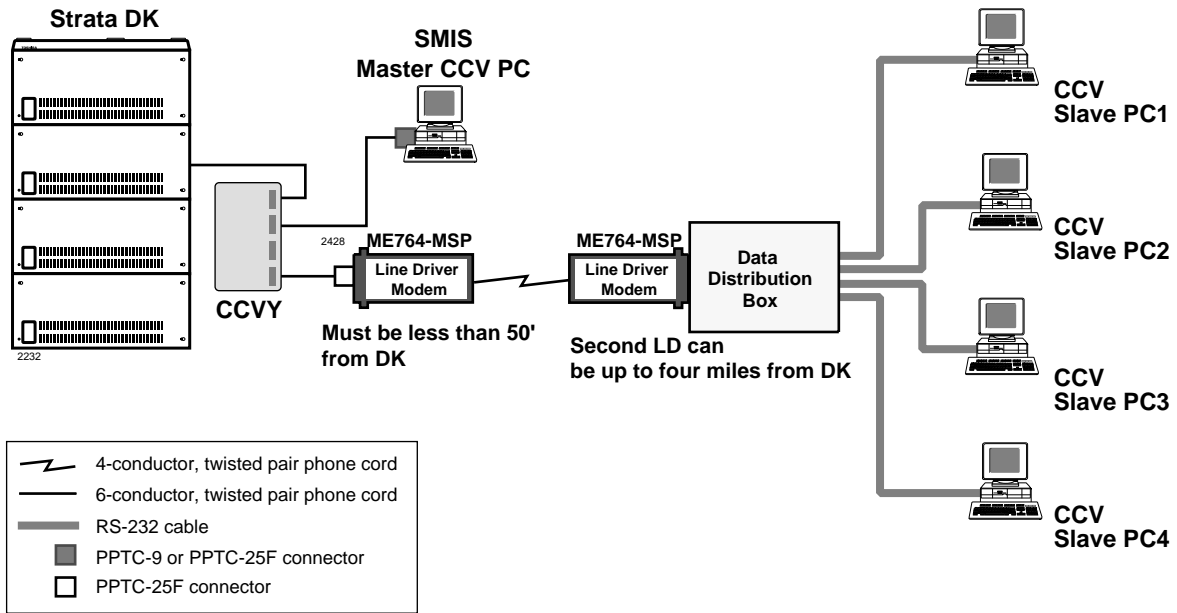 Strata DK
SMIS
Master CCV PC
CCV
Slave PC1
CCV
Slave PC2
2428
ME764-MSP
ME764-MSP
Line Driver
Modem
Line Driver
Modem
Data
Distribution
Box
CCVY
Must be less than 50'
from DK
Second LD can
be up to four miles from DK
2232
CCV
Slave PC3
CCV
Slave PC4
4-conductor, twisted pair phone cord
6-conductor, twisted pair phone cord
RS-232 cable
PPTC-9 or PPTC-25F connector
PPTC-25F connector